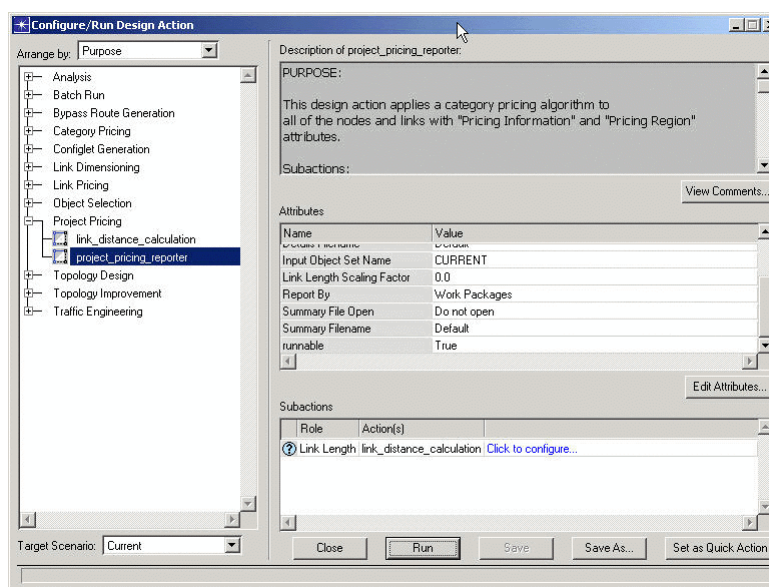 Configure/Run Design Action
Arrange by: Purpose
Analysis
Batch Run
Bypass Route Generation
Category Pricing
Configlet Generation
Link Dimensioning
Link Pricing
Object Selection
Project Pricing
link_distance_calculation
project_pricing_reporter
Topology Design
Topology Improvement
Traffic Engineering
Target Scenario: Current
Description of project_pricing_reporter:
PURPOSE:
This design action applies a category pricing algorithm to
all of the nodes and links with "Pricing Information" and "Pricing Region"
attributes.
Subactions:
View Comments...
Attributes
Name Value
Details Filename Default
Input Object Set Name CURRENT
Link Length Scaling Factor 0.0
Report By Work Packages
Summary File Open Do not open
Summary Filename Default
runnable True
Edit Attributes...
Subactions
Role Action(s)
Link Length link_distance_calculation Click to configure...
Close Run Save Save As... Set as Quick Action